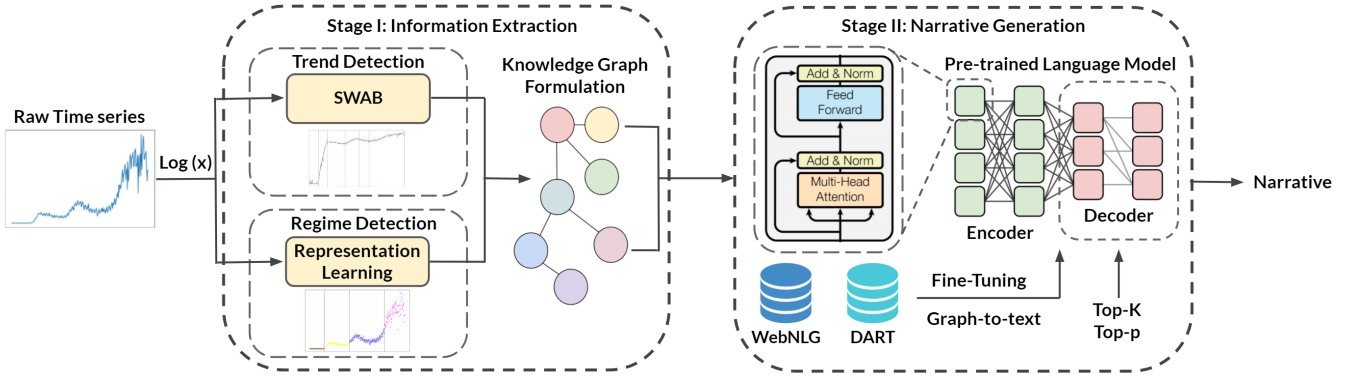 Raw Time series
Log (x)
Stage I: Information Extraction
Trend Detection
SWAB
Regime Detection
Representation
Learning
Knowledge Graph
Formulation
Stage II: Narrative Generation
Add & Norm
Feed
Forward
Add & Norm
Multi-Head
Attention
Pre-trained Language Model
Encoder
Decoder
WebNLG
DART
Fine-Tuning
Graph-to-text
Top-K
Top-p
Narrative